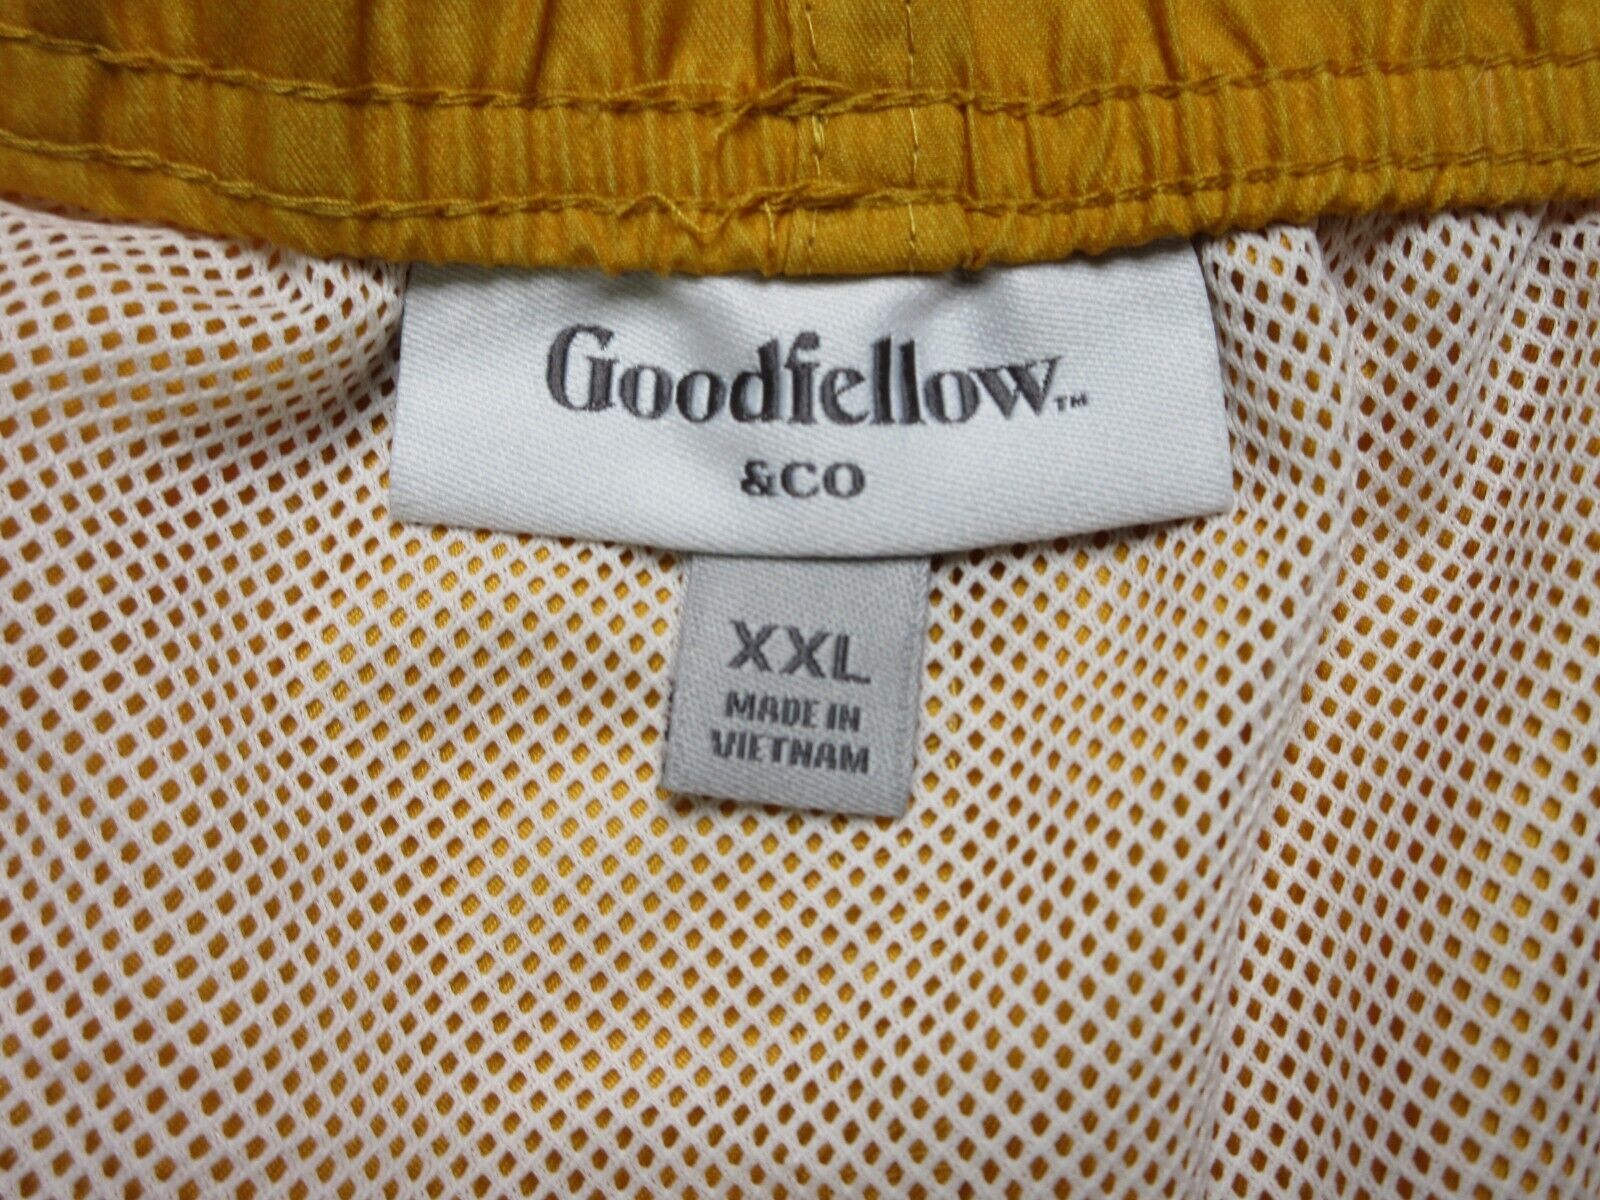 Goodfellow™
&CO
XXL
MADE IN
VIETNAM